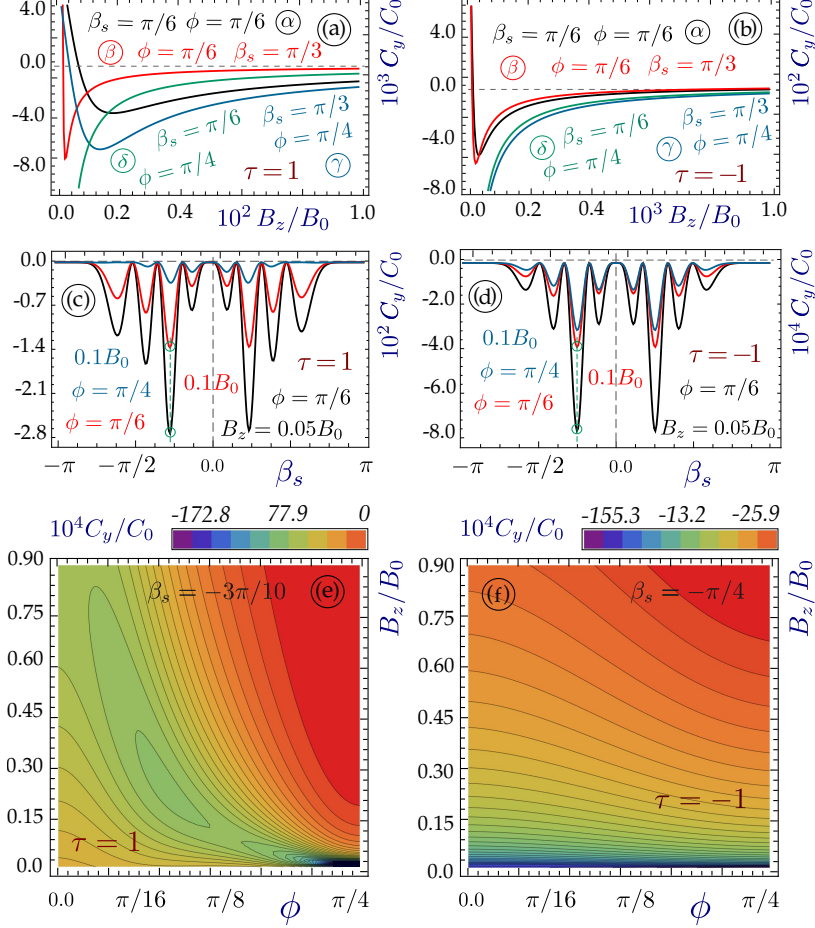 4.0
0.0
-4.0
-8.0
β_s = π/6 ϕ = π/6 α (a)
β ϕ = π/6 β_s = π/3
β_s = π/6 β_s = π/3
δ ϕ = π/4 ϕ = π/4
τ = 1 γ
10^3 C_y/C_0
0.0 0.2 0.4 0.6 0.8 1.0
10^2 B_z/B_0
4.0
0.0
-4.0
-8.0
β_s = π/6 ϕ = π/6 α (b)
β ϕ = π/6 β_s = π/3
β_s = π/6 β_s = π/3
δ ϕ = π/4 γ ϕ = π/4
τ = −1
10^2 C_y/C_0
0.0 0.2 0.4 0.6 0.8 1.0
10^3 B_z/B_0
0.0
-0.7
-1.4
-2.1
-2.8
(c)
0.1B_0 τ = 1
ϕ = π/4 0.1B_0
ϕ = π/6 ϕ = π/6
B_z = 0.05B_0
10^2 C_y/C_0
−π −π/2 0.0 β_s π
0.0
-2.0
-4.0
-6.0
-8.0
(d)
0.1B_0 τ = −1
ϕ = π/4 0.1B_0
ϕ = π/6 ϕ = π/6
B_z = 0.05B_0
10^4 C_y/C_0
−π −π/2 0.0 β_s π
10^4 C_y/C_0
-172.8 77.9 0
0.90
0.75
0.60
0.45
0.30
0.15
0.0
β_s = −3π/10 (e)
τ = 1
B_z/B_0
0.0 π/16 π/8 ϕ π/4
10^4 C_y/C_0
-155.3 -13.2 -25.9
0.90
0.75
0.60
0.45
0.30
0.15
0.0
(f) β_s = −π/4
τ = −1
B_z/B_0
0.0 π/16 π/8 ϕ π/4